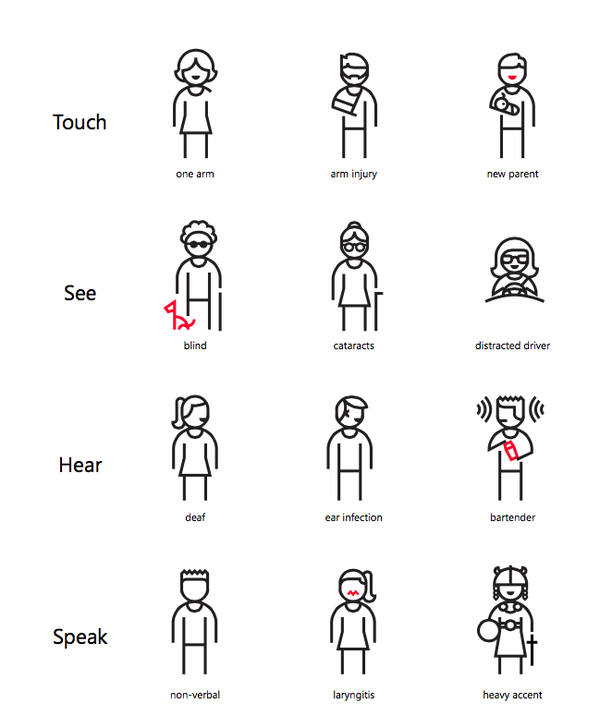 Touch
one arm
arm injury
new parent
See
blind
cataracts
distracted driver
Hear
deaf
ear infection
bartender
Speak
non-verbal
laryngitis
heavy accent